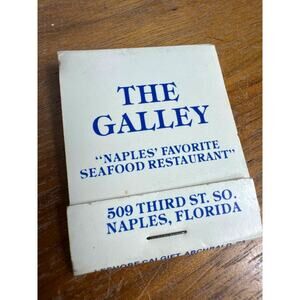 THE
GALLEY
"NAPLES' FAVORITE
SEAFOOD RESTAURANT"
509 THIRD ST. SO.
NAPLES, FLORIDA